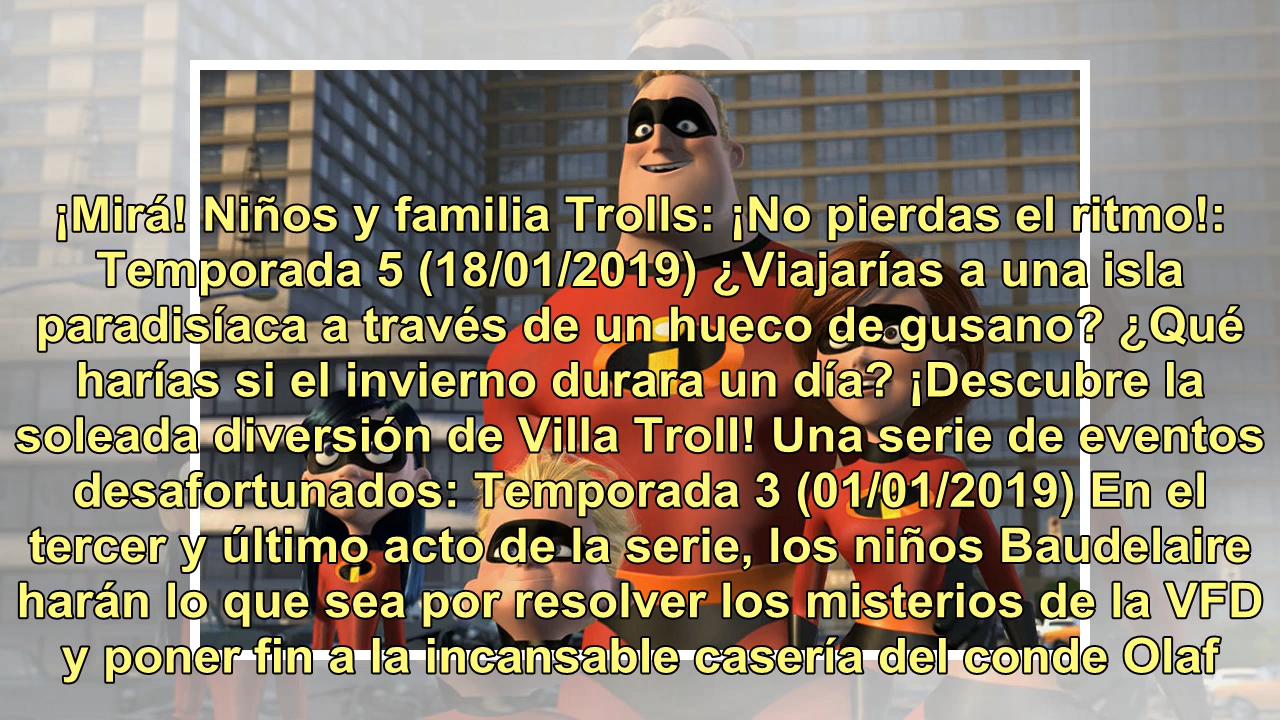 ¡Mirá! Niños y familia Trolls: ¡No pierdas el ritmo!:
Temporada 5 (18/01/2019) ¿Viajarías a una isla
paradisíaca a través de un hueco de gusano? ¿Qué
harías si el invierno durara un día? ¡Descubre la
soleada diversión de Villa Troll! Una serie de eventos
desafortunados: Temporada 3 (01/01/2019) En el
tercer y último acto de la serie, los niños Baudelaire
harán lo que sea por resolver los misterios de la VFD
y poner fin a la incansable casería del conde Olaf